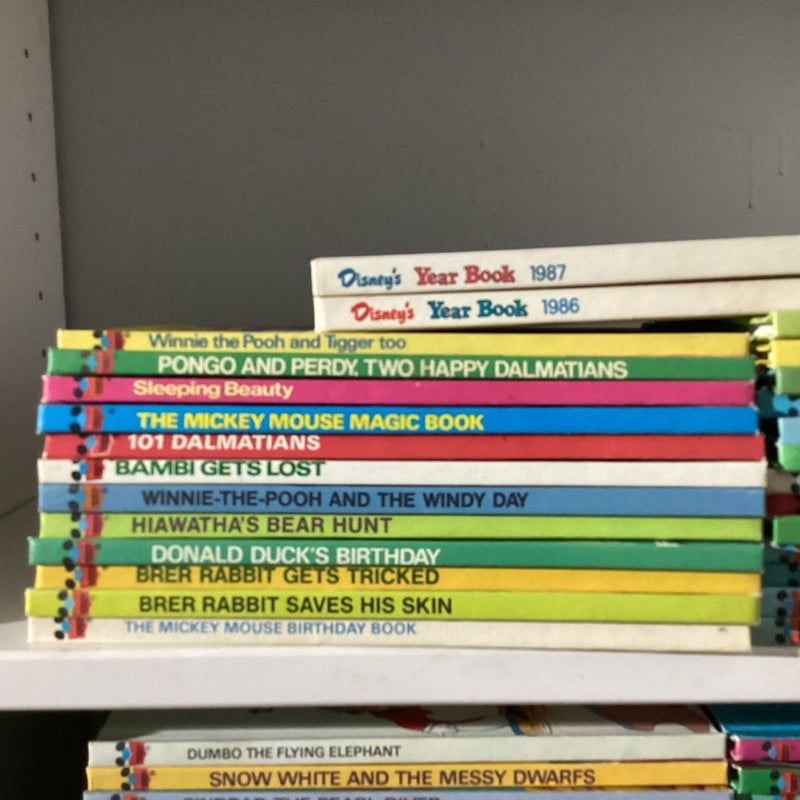 Disney's Year Book 1987
Disney's Year Book 1986
Winnie the Pooh and Tigger too
PONGO AND PERDY, TWO HAPPY DALMATIANS
Sleeping Beauty
THE MICKEY MOUSE MAGIC BOOK
101 DALMATIANS
BAMBI GETS LOST
WINNIE-THE-POOH AND THE WINDY DAY
HIAWATHA'S BEAR HUNT
DONALD DUCK'S BIRTHDAY
BRER RABBIT GETS TRICKED
BRER RABBIT SAVES HIS SKIN
THE MICKEY MOUSE BIRTHDAY BOOK
DUMBO THE FLYING ELEPHANT
SNOW WHITE AND THE MESSY DWARFS